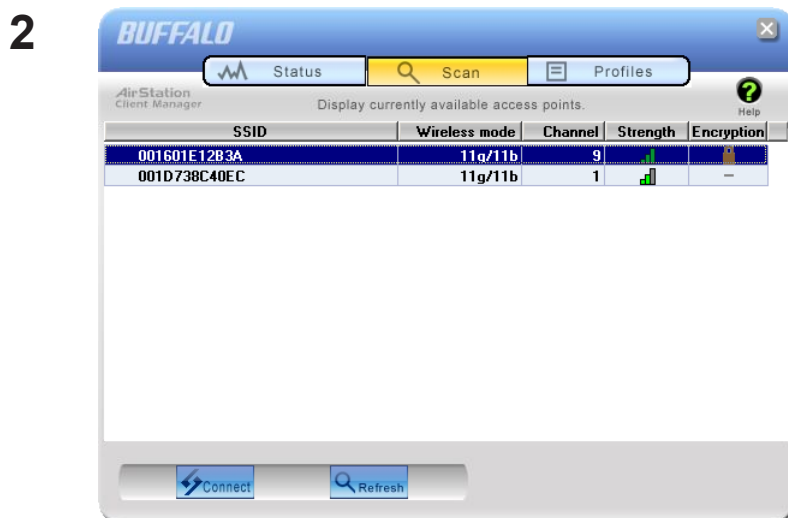 2
BUFFALO
Status Scan Profiles
AirStation
Client Manager
Display currently available access points.
Help
SSID Wireless mode Channel Strength Encryption
001601E12B3A 11g/11b 9
001D738C40EC 11g/11b 1 –
Connect Refresh